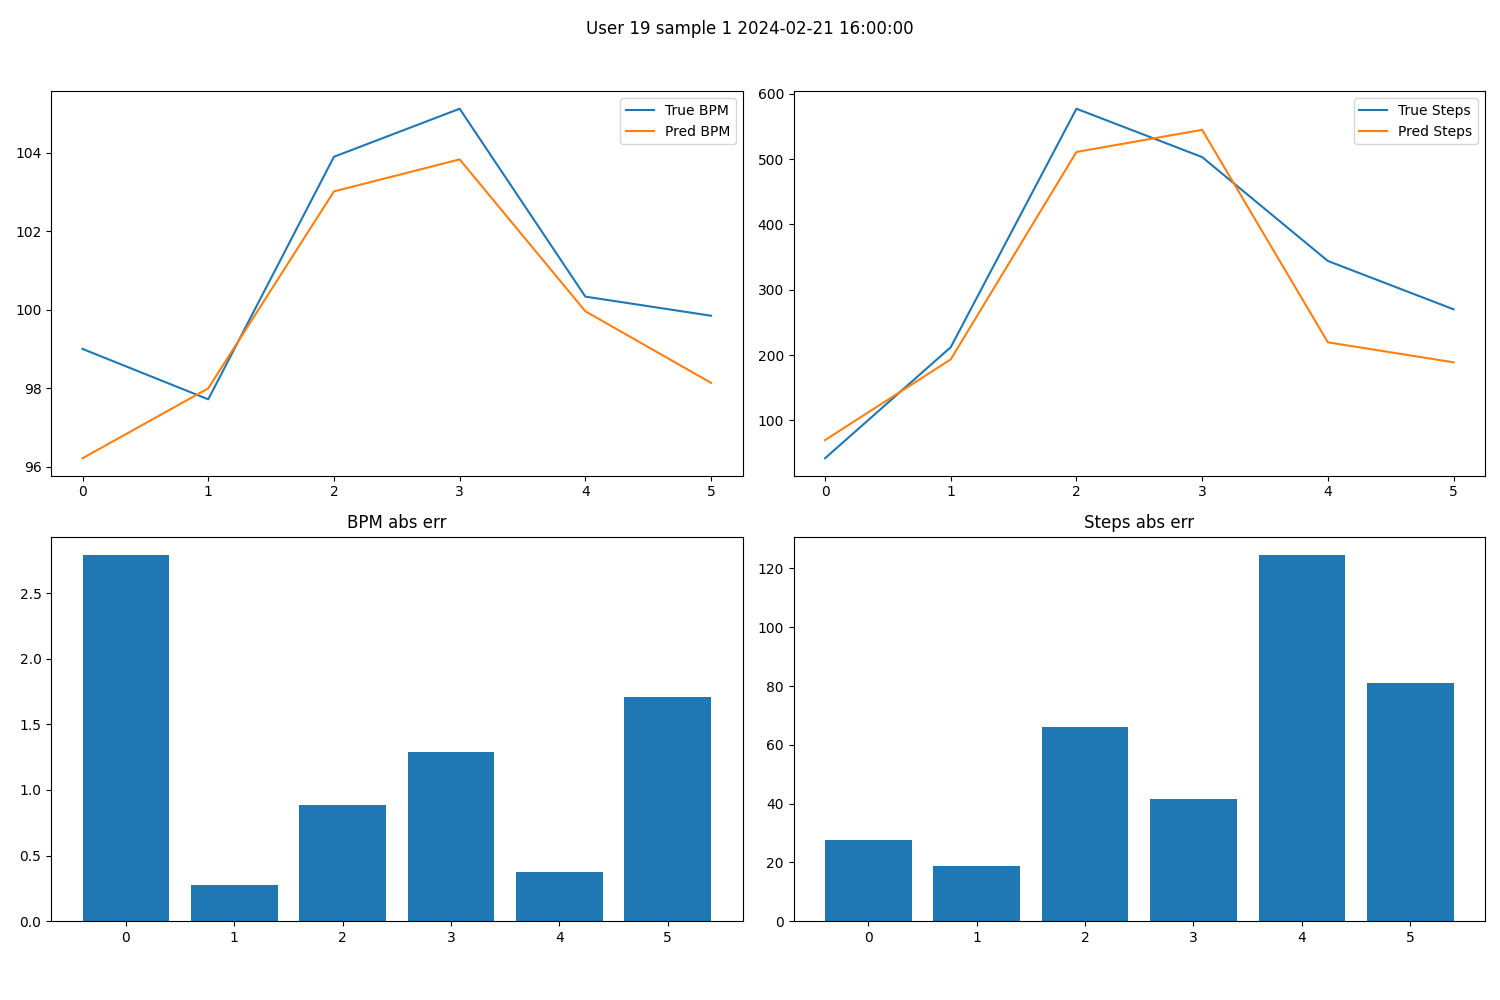 User 19 sample 1 2024-02-21 16:00:00
True BPM
Pred BPM
104
102
100
98
96
0 1 2 3 4 5
True Steps
Pred Steps
600
500
400
300
200
100
0 1 2 3 4 5
BPM abs err
2.5
2.0
1.5
1.0
0.5
0.0
0 1 2 3 4 5
Steps abs err
120
100
80
60
40
20
0
0 1 2 3 4 5